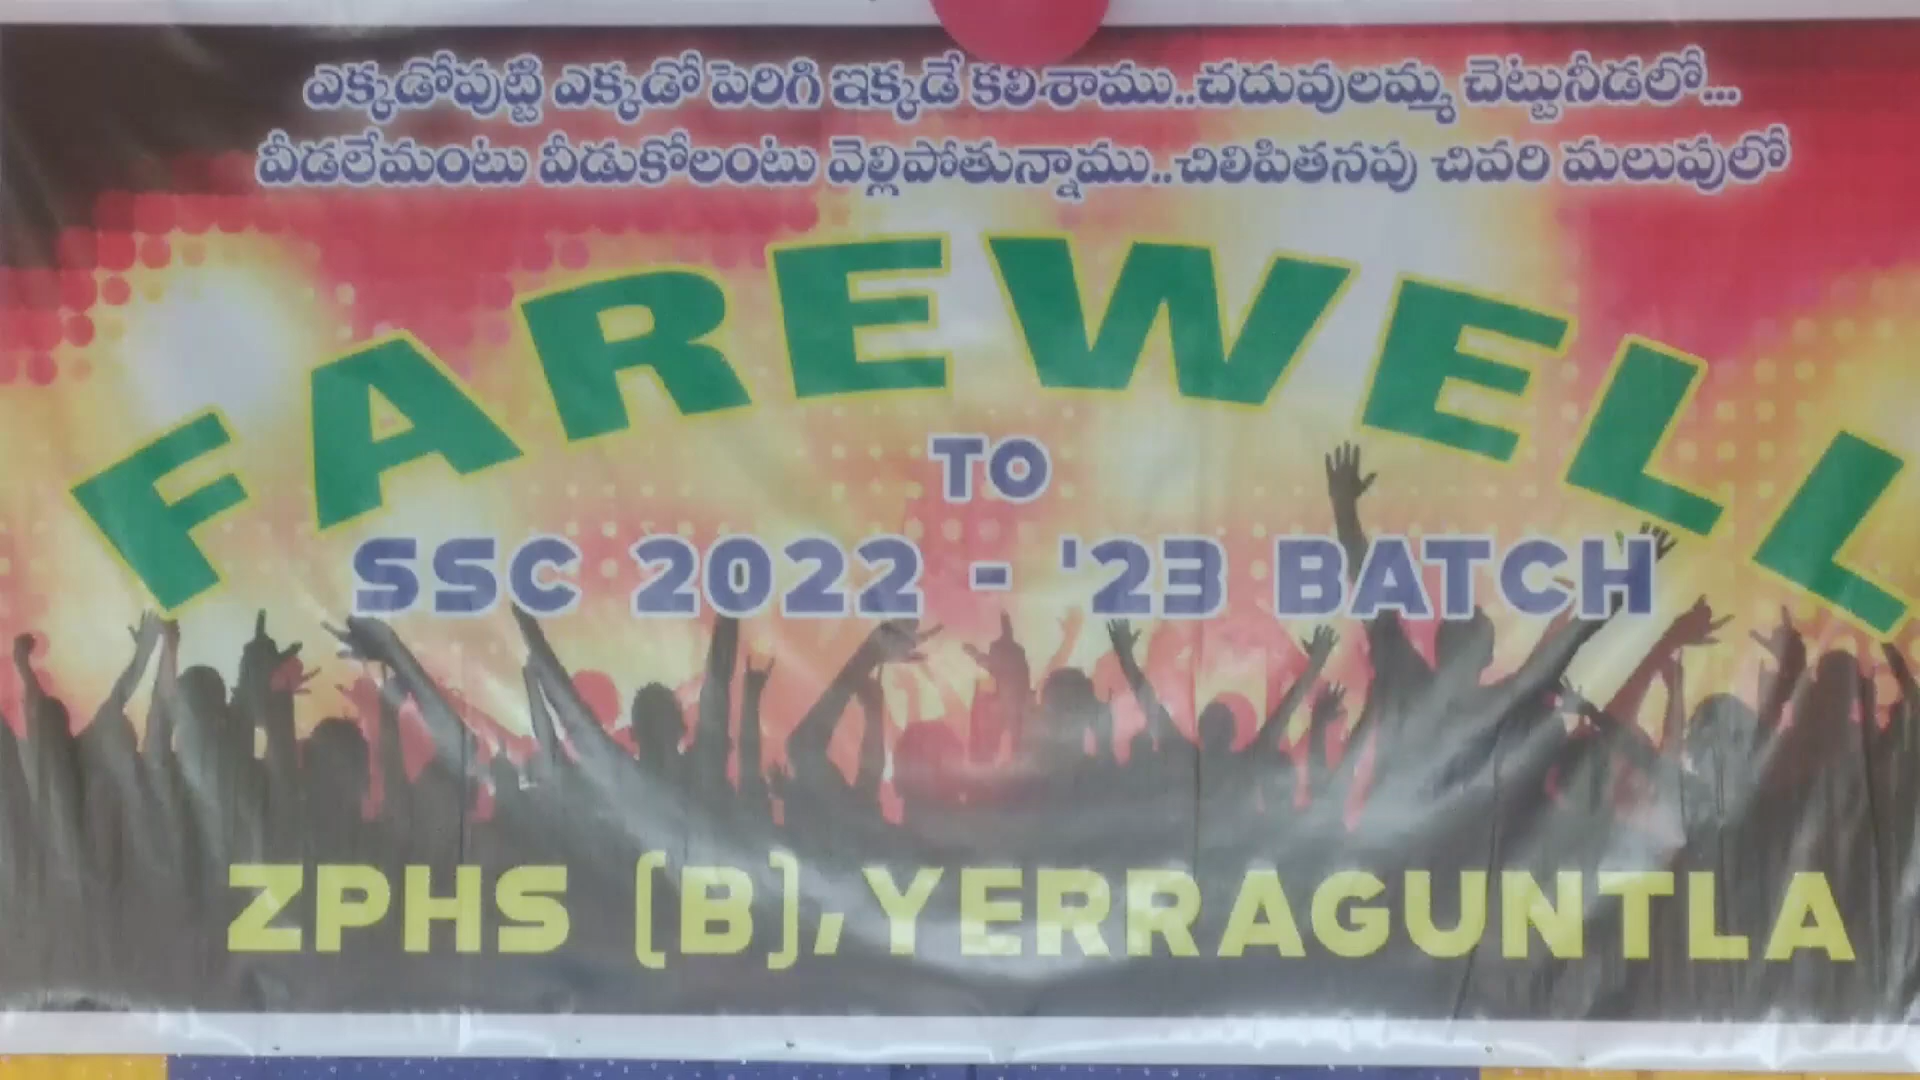 ఎక్కడోపుట్టి ఎక్కడో పెరిగి ఇక్కడే కలిశాము..చదువులమ్మ చెట్టునీడలో...
వీడలేమంటు వీడుకోలంటు వెల్లిపోతున్నాము..చిలిపితనపు చివరి మలుపులో
FAREWELL
TO
SSC 2022 - '23 BATCH
ZPHS (B), YERRAGUNTLA